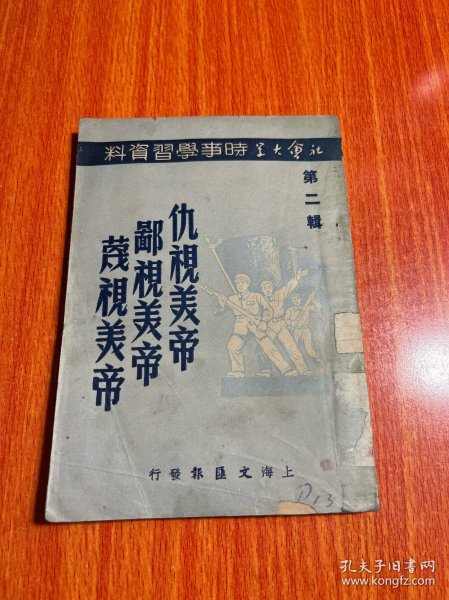 社會大學時事學習資料
第二輯
仇視美帝
鄙視美帝
蔑視美帝
上海文匯報發行
P.13
孔夫子旧书网
www.kongfz.com